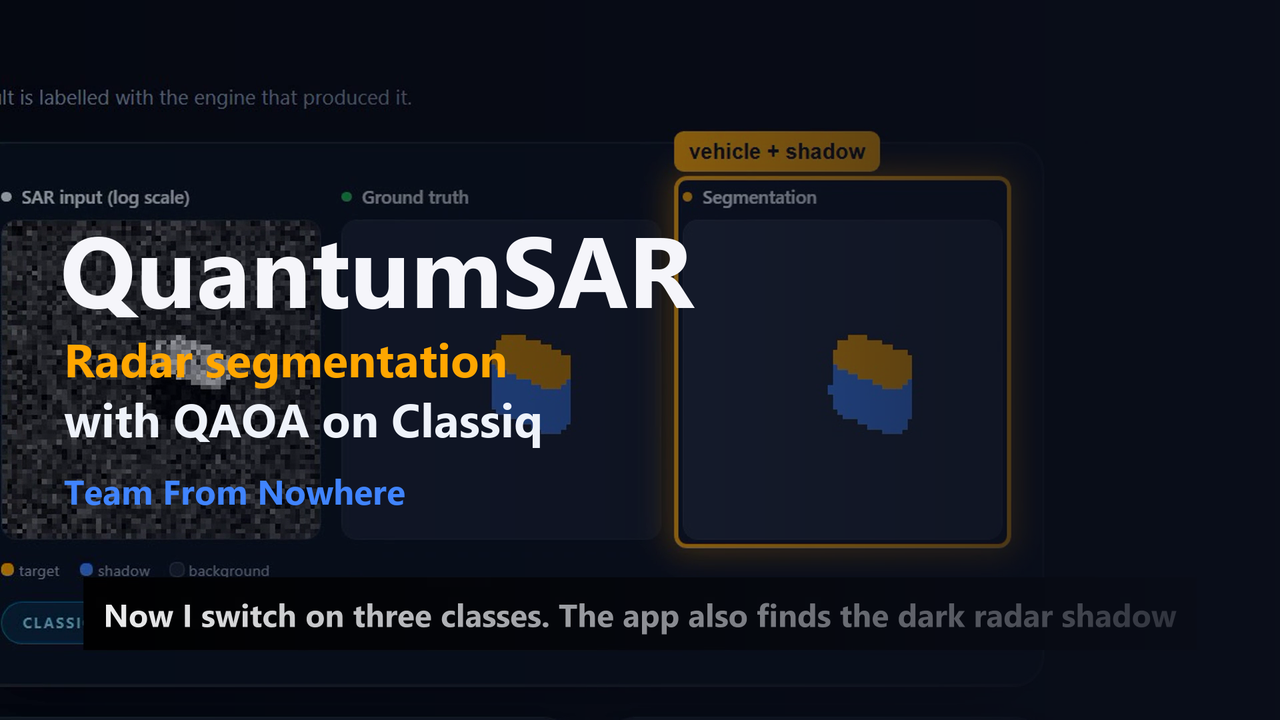 lt is labelled with the engine that produced it.
vehicle + shadow
SAR input (log scale)
Ground truth
Segmentation
QuantumSAR
Radar segmentation
with QAOA on Classiq
Team From Nowhere
target
shadow
background
CLASSI
Now I switch on three classes. The app also finds the dark radar shadow